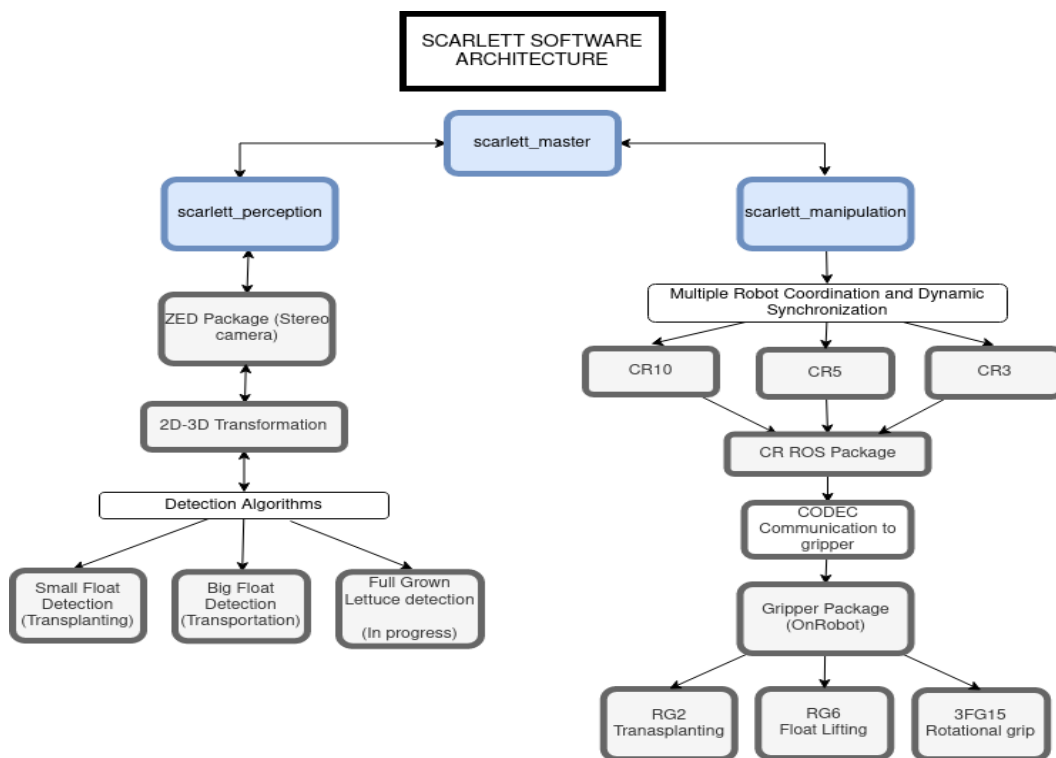 SCARLETT SOFTWARE
ARCHITECTURE
scarlett_master
scarlett_perception
scarlett_manipulation
ZED Package (Stereo
camera)
Multiple Robot Coordination and Dynamic
Synchronization
CR10
CR5
CR3
2D-3D Transformation
CR ROS Package
Detection Algorithms
CODEC
Communication to
gripper
Small Float
Detection
(Transplanting)
Big Float
Detection
(Transportation)
Full Grown
Lettuce detection
(In progress)
Gripper Package
(OnRobot)
RG2
Tranasplanting
RG6
Float Lifting
3FG15
Rotational grip